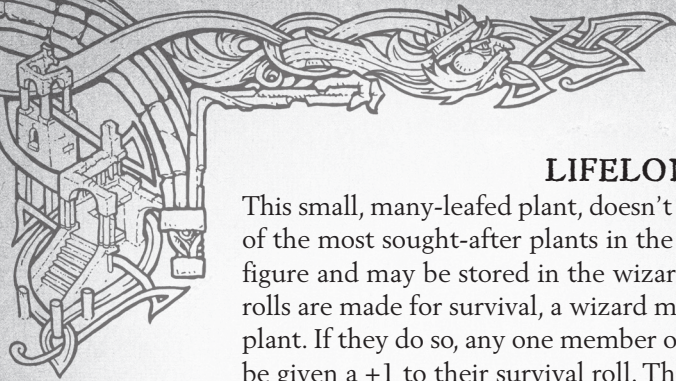 LIFELO
This small, many-leafed plant, doesn’t
of the most sought-after plants in the
figure and may be stored in the wizar
rolls are made for survival, a wizard m
plant. If they do so, any one member o
be given a +1 to their survival roll. Th